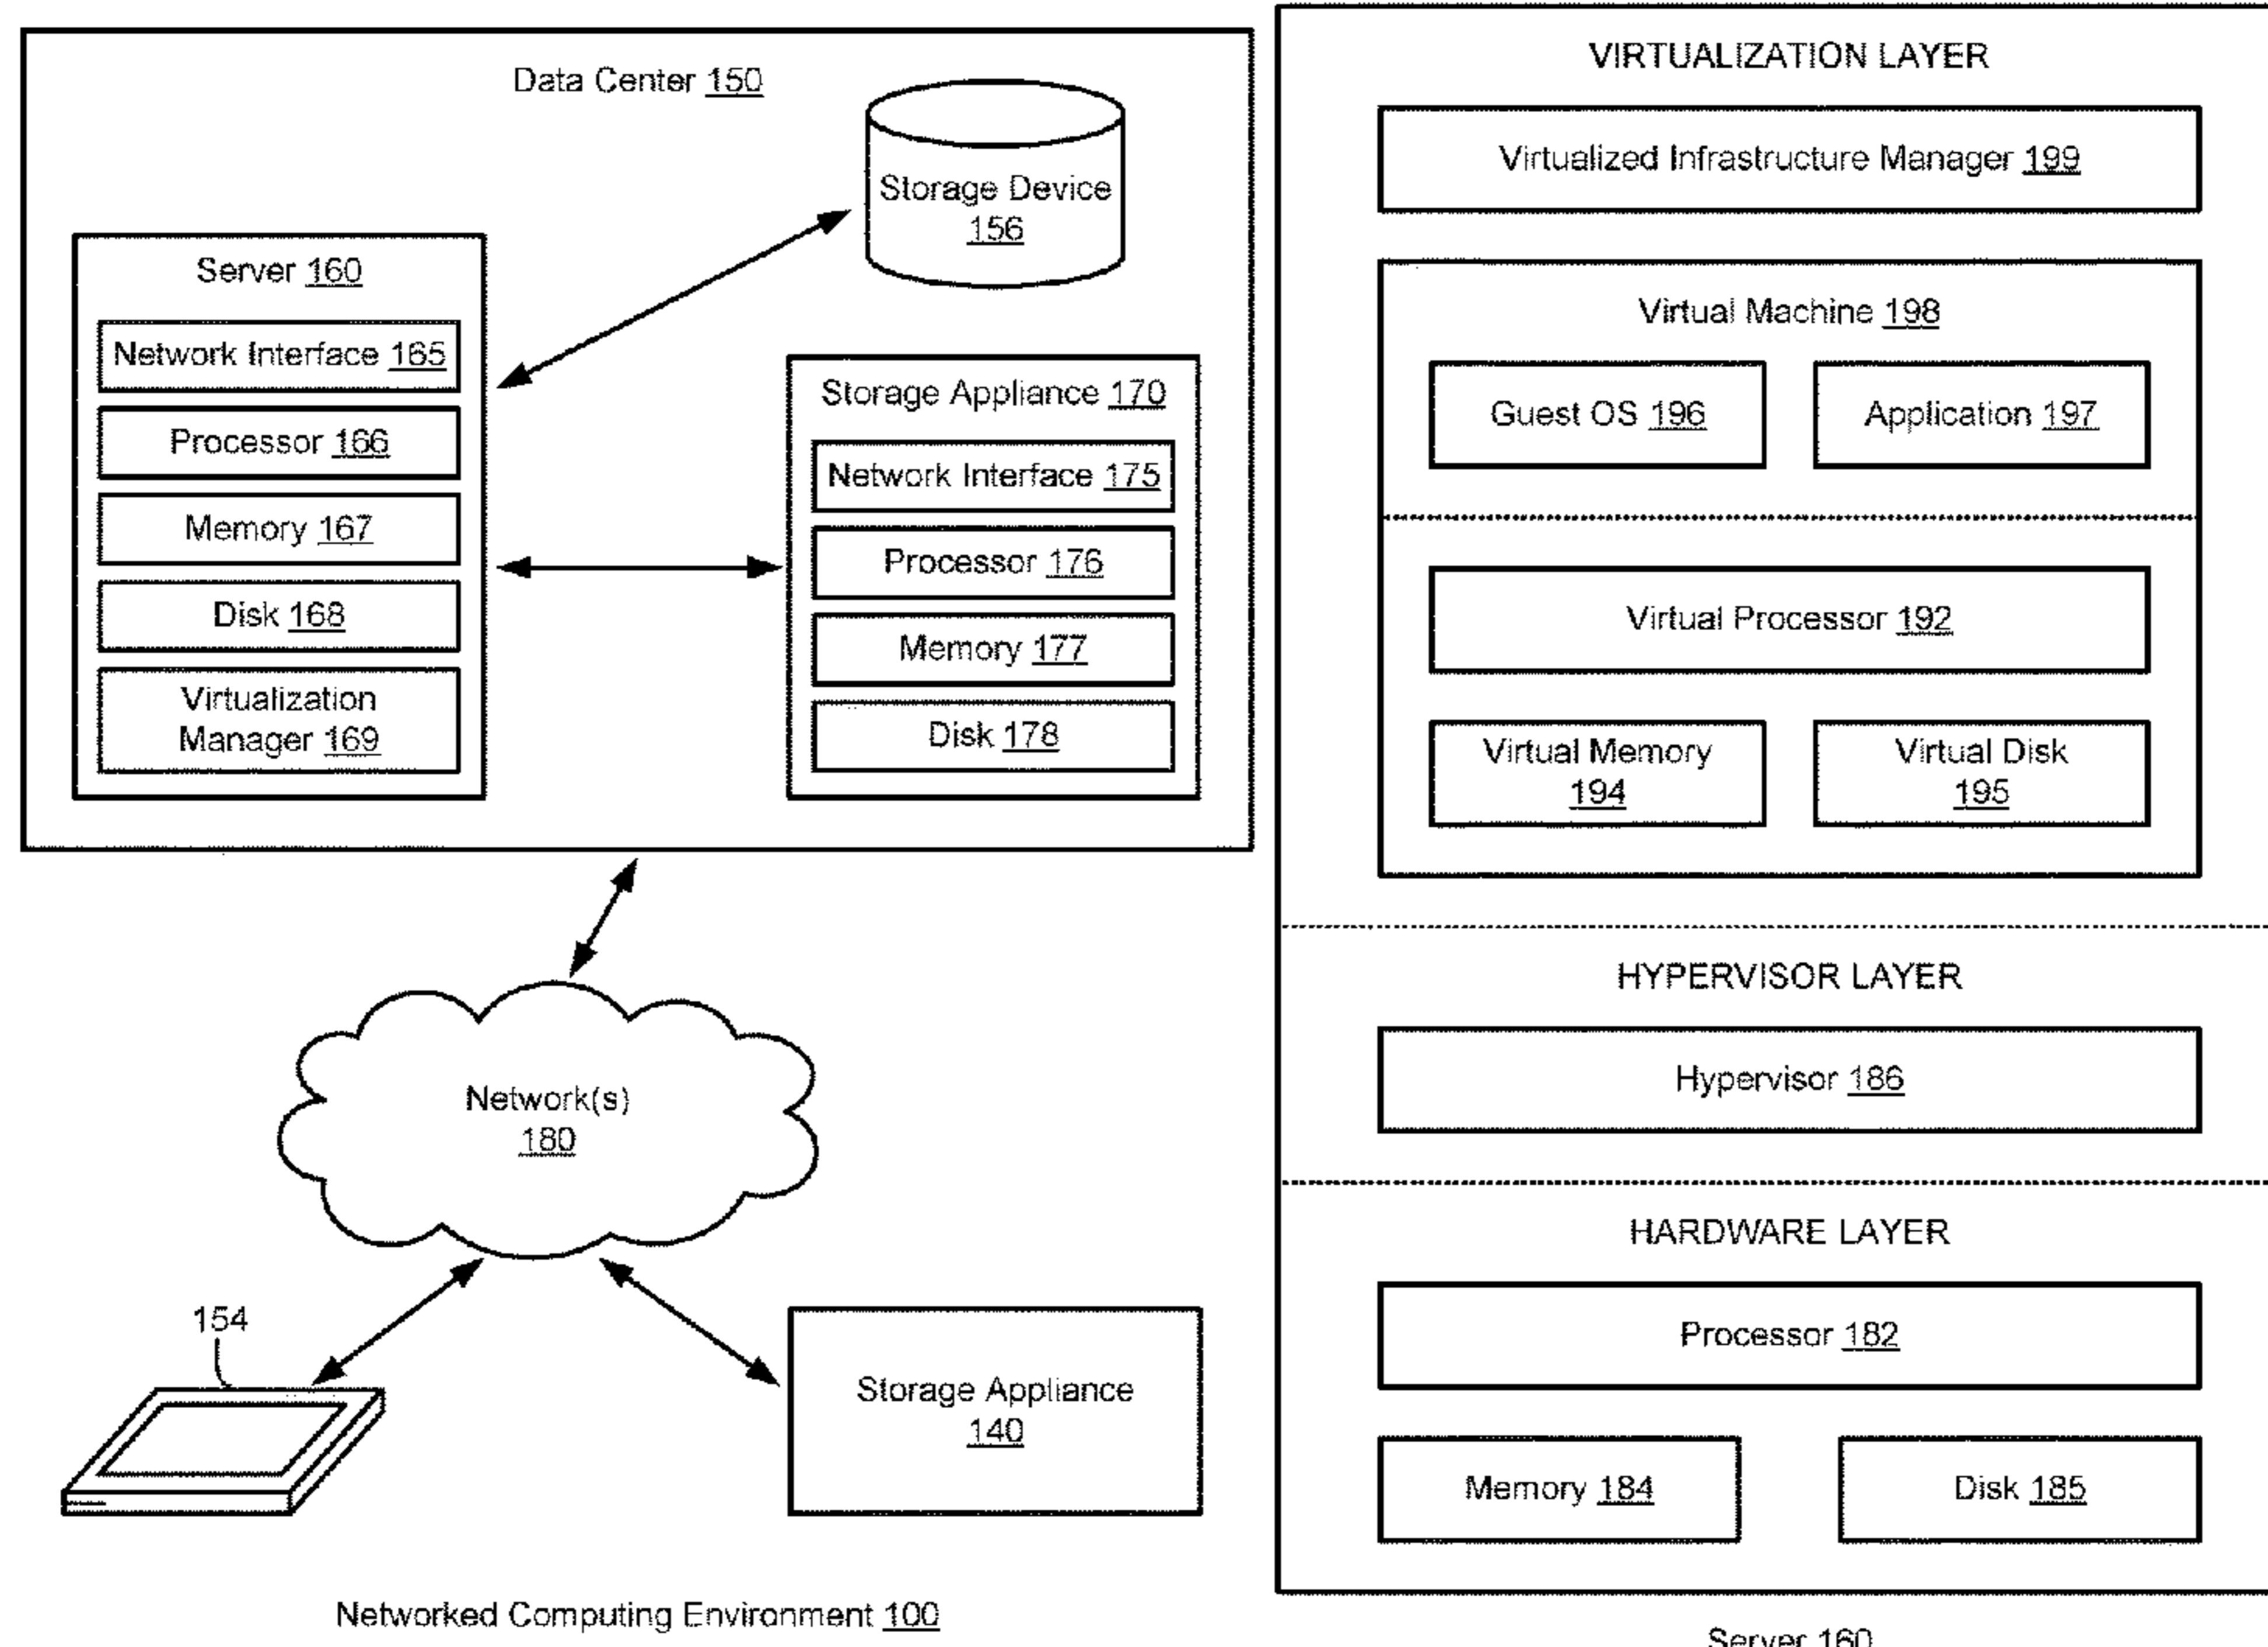 Data Center 150
Storage Device
156
Server 160
Network Interface 165
Processor 166
Memory 167
Disk 168
Virtualization
Manager 169
Storage Appliance 170
Network Interface 175
Processor 176
Memory 177
Disk 178
Network(s)
180
154
Storage Appliance
140
Networked Computing Environment 100
VIRTUALIZATION LAYER
Virtualized Infrastructure Manager 199
Virtual Machine 198
Guest OS 196
Application 197
Virtual Processor 192
Virtual Memory
194
Virtual Disk
195
HYPERVISOR LAYER
Hypervisor 186
HARDWARE LAYER
Processor 182
Memory 184
Disk 185
Server 160